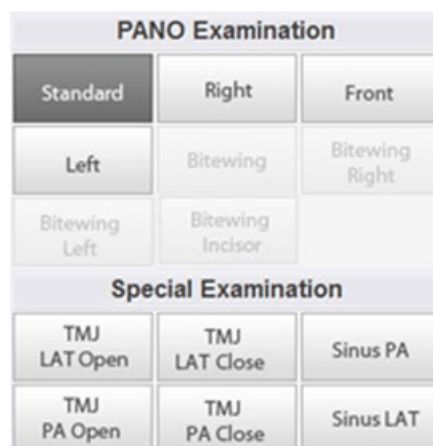 PANO Examination
Standard
Right
Front
Left
Bitewing
Bitewing
Right
Bitewing
Left
Bitewing
Incisor
Special Examination
TMJ
LAT Open
TMJ
LAT Close
Sinus PA
TMJ
PA Open
TMJ
PA Close
Sinus LAT